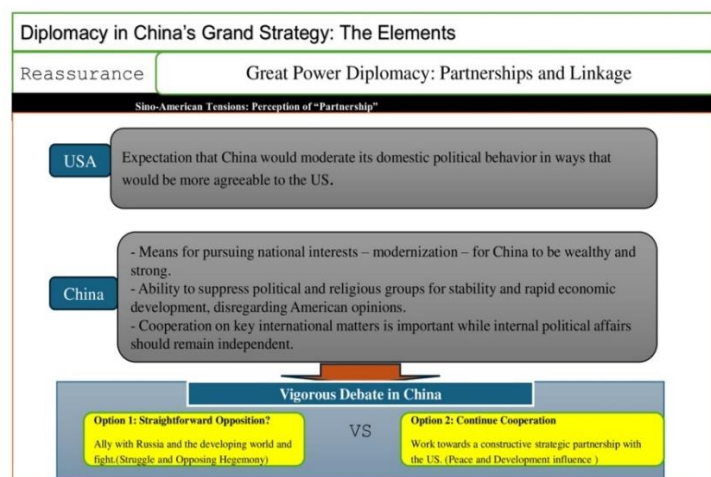 Diplomacy in China's Grand Strategy: The Elements
Reassurance
Great Power Diplomacy: Partnerships and Linkage
Sino-American Tensions: Perception of "Partnership"
USA
Expectation that China would moderate its domestic political behavior in ways that
would be more agreeable to the US.
China
- Means for pursuing national interests – modernization – for China to be wealthy and
strong.
- Ability to suppress political and religious groups for stability and rapid economic
development, disregarding American opinions.
- Cooperation on key international matters is important while internal political affairs
should remain independent.
Vigorous Debate in China
Option 1: Straightforward Opposition?
Ally with Russia and the developing world and
fight.(Struggle and Opposing Hegemony)
VS
Option 2: Continue Cooperation
Work towards a constructive strategic partnership with
the US. (Peace and Development influence )